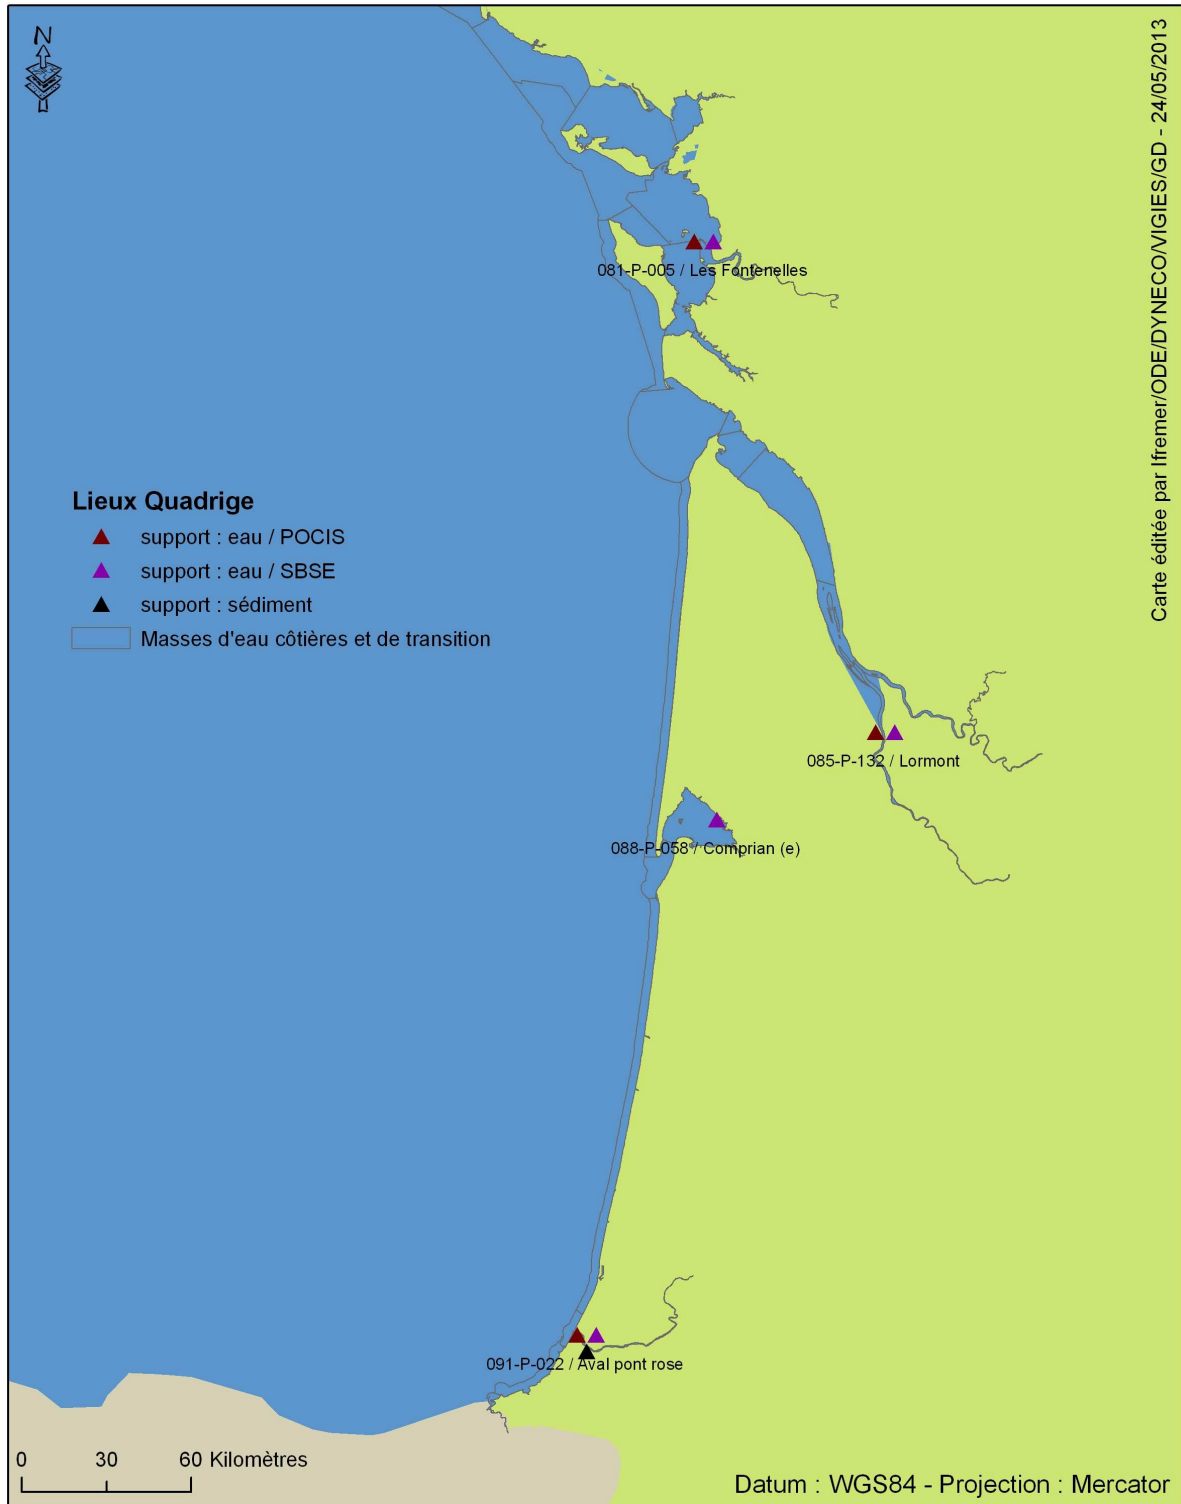 N
Carte éditée par Ifremer/ODE/DYNECO/VIGIES/GD - 24/05/2013
081-P-005 / Les Fontenelles
Lieux Quadrige
support : eau / POCIS
support : eau / SBSE
support : sédiment
Masses d'eau côtières et de transition
085-P-132 / Lormont
088-P-058 / Comprian (e)
091-P-022 / Aval pont rose
0 30 60 Kilomètres
Datum : WGS84 - Projection : Mercator